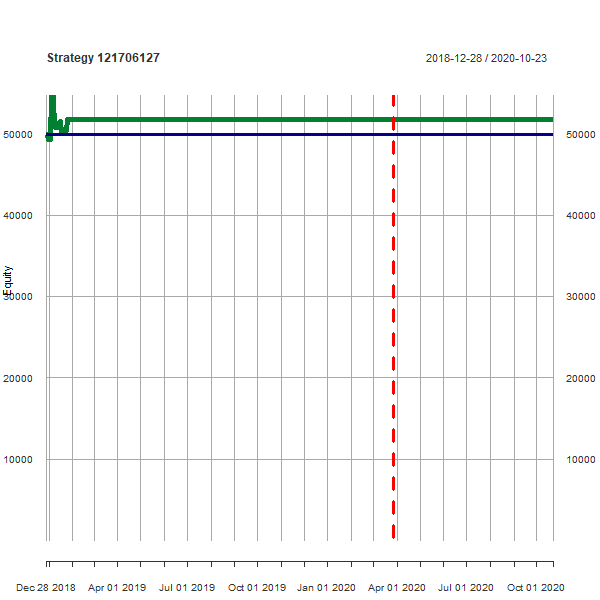 Strategy 121706127
2018-12-28 / 2020-10-23
50000
50000
40000
40000
Equity
30000
30000
20000
20000
10000
10000
Dec 28 2018
Apr 01 2019
Jul 01 2019
Oct 01 2019
Jan 01 2020
Apr 01 2020
Jul 01 2020
Oct 01 2020